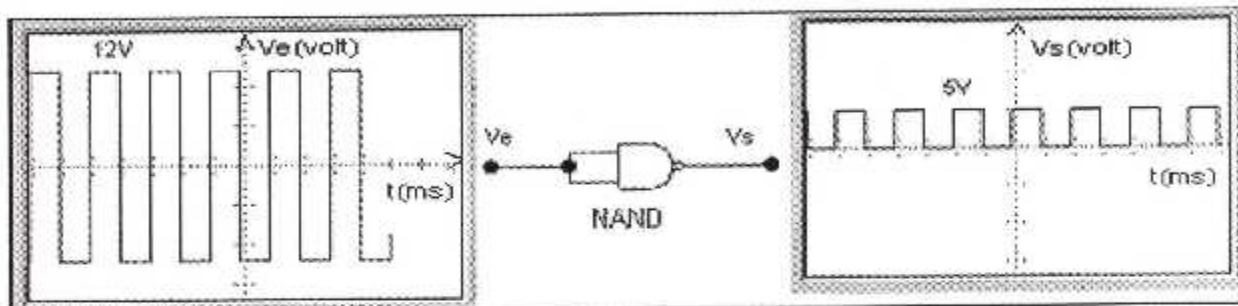 12V
Ve(volt)
t(ms)
Ve
Vs
NAND
Vs(volt)
5V
t(ms)